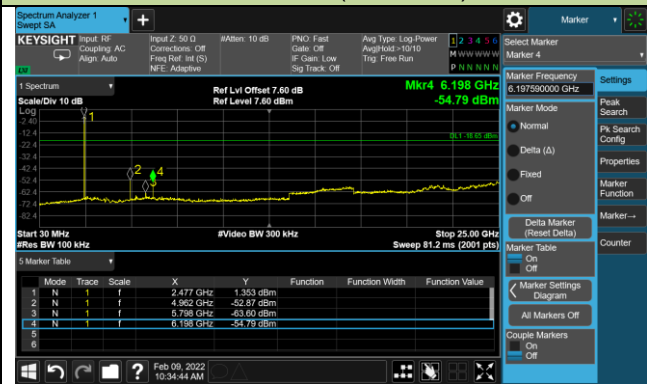 Spectrum Analyzer 1
Swept SA
+
Marker
KEYSIGHT
Input: RF
Coupling: AC
Align: Auto
Input Z: 50 Ω
Corrections: Off
Freq Ref: Int (S)
NFE: Adaptive
#Atten: 10 dB
PNO: Fast
Gate: Off
IF Gain: Low
Sig Track: Off
Avg Type: Log-Power
Avg|Hold:>10/10
Trig: Free Run
1 2 3 4 5 6
M W W W W W
P N N N N N
LXI
Select Marker
Marker 4
1 Spectrum
Scale/Div 10 dB
Log
Ref Lvl Offset 7.60 dB
Ref Level 7.60 dBm
Mkr4 6.198 GHz
-54.79 dBm
-2.40
-12.4
-22.4
-32.4
-42.4
-52.4
-62.4
-72.4
-82.4
1
2
3
4
DL1 -18.65 dBm
Start 30 MHz
#Res BW 100 kHz
#Video BW 300 kHz
Stop 25.00 GHz
Sweep 81.2 ms (2001 pts)
5 Marker Table
Mode Trace Scale X Y Function Function Width Function Value
1 N 1 f 2.477 GHz 1.353 dBm
2 N 1 f 4.962 GHz -52.87 dBm
3 N 1 f 5.798 GHz -63.60 dBm
4 N 1 f 6.198 GHz -54.79 dBm
5
6
Marker Frequency
6.197590000 GHz
Marker Mode
Normal
Delta (Δ)
Fixed
Off
Delta Marker
(Reset Delta)
Marker Table
On
Off
Marker Settings
Diagram
All Markers Off
Couple Markers
On
Off
Settings
Peak
Search
Pk Search
Config
Properties
Marker
Function
Marker→
Counter
?
Feb 09, 2022
10:34:44 AM